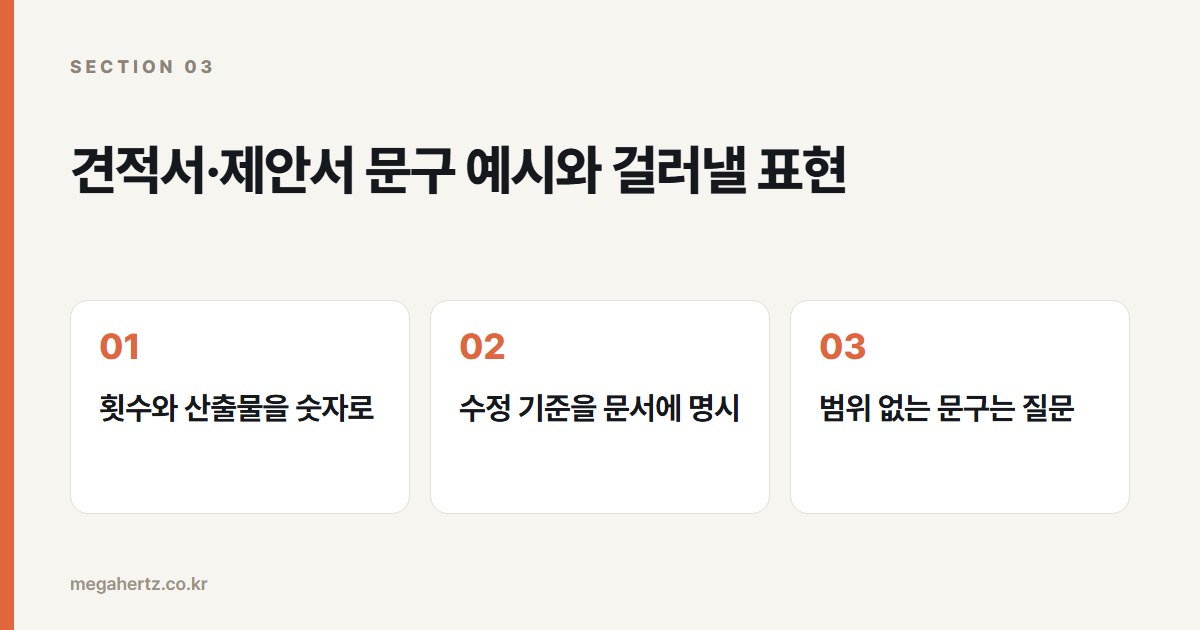 SECTION 03
견적서·제안서 문구 예시와 걸러낼 표현
01
횟수와 산출물을 숫자로
02
수정 기준을 문서에 명시
03
범위 없는 문구는 질문
megahertz.co.kr